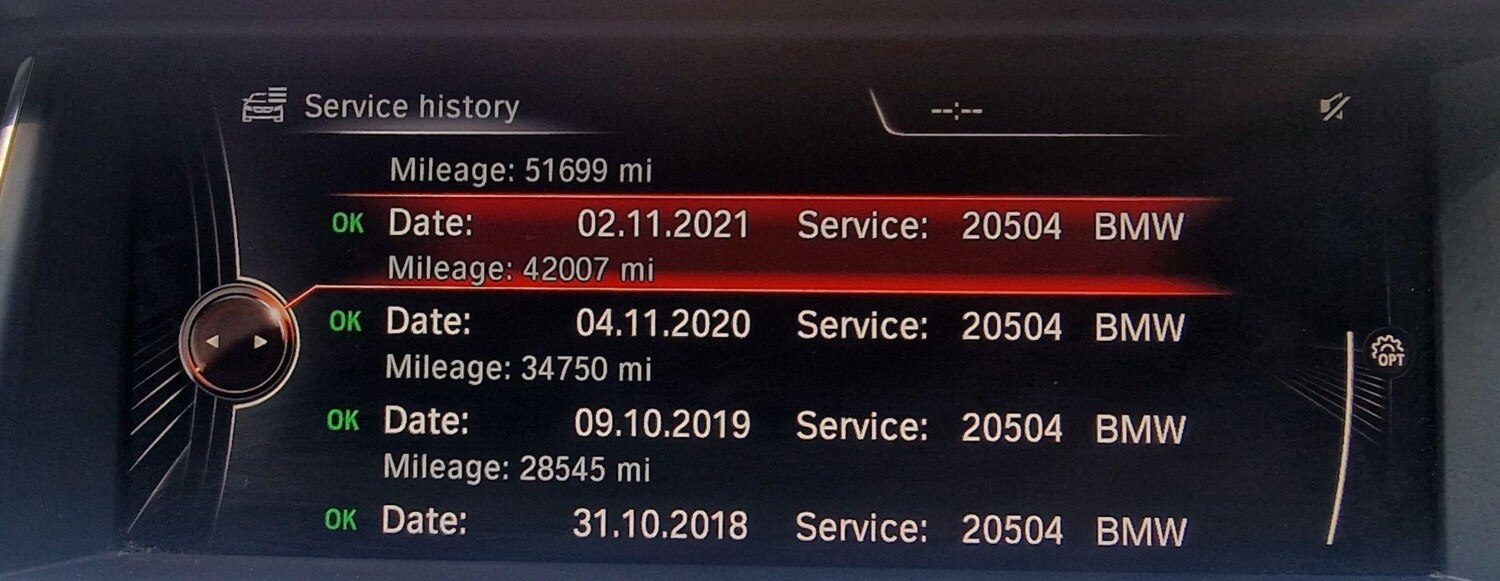 Service history --:--
Mileage: 51699 mi
OK Date: 02.11.2021 Service: 20504 BMW
Mileage: 42007 mi
OK Date: 04.11.2020 Service: 20504 BMW
Mileage: 34750 mi
OPT
OK Date: 09.10.2019 Service: 20504 BMW
Mileage: 28545 mi
OK Date: 31.10.2018 Service: 20504 BMW